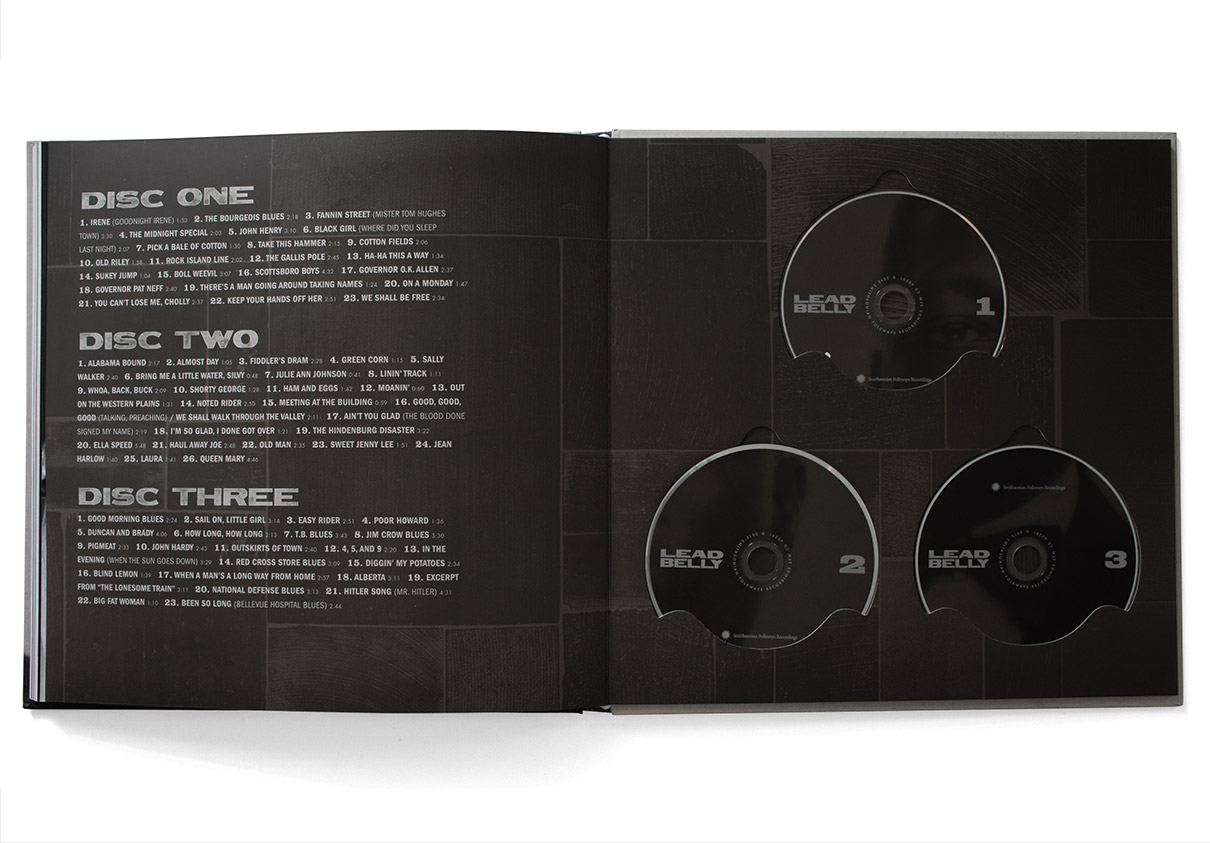 DISC ONE
1. IRENE (GOODNIGHT IRENE) 1:53 2. THE BOURGEOIS BLUES 2:18 3. FANNIN STREET (MISTER TOM HUGHES
TOWN) 3:30 4. THE MIDNIGHT SPECIAL 2:03 5. JOHN HENRY 3:10 6. BLACK GIRL (WHERE DID YOU SLEEP
LAST NIGHT) 2:07 7. PICK A BALE OF COTTON 1:30 8. TAKE THIS HAMMER 2:15 9. COTTON FIELDS 2:06
10. OLD RILEY 1:38 11. ROCK ISLAND LINE 2:02 12. THE GALLIS POLE 2:45 13. HA-HA THIS A WAY 1:34
14. SUKEY JUMP 1:04 15. BOLL WEEVIL 3:07 16. SCOTTSBORO BOYS 4:32 17. GOVERNOR O.K. ALLEN 2:37
18. GOVERNOR PAT NEFF 3:40 19. THERE'S A MAN GOING AROUND TAKING NAMES 1:24 20. ON A MONDAY 1:47
21. YOU CAN'T LOSE ME, CHOLLY 2:37 22. KEEP YOUR HANDS OFF HER 2:51 23. WE SHALL BE FREE 2:34
DISC TWO
1. ALABAMA BOUND 2:17 2. ALMOST DAY 1:05 3. FIDDLER'S DRAM 2:28 4. GREEN CORN 1:15 5. SALLY
WALKER 2:40 6. BRING ME A LITTLE WATER, SILVY 0:48 7. JULIE ANN JOHNSON 0:41 8. LININ' TRACK 1:11
9. WHOA, BACK, BUCK 2:09 10. SHORTY GEORGE 1:28 11. HAM AND EGGS 1:42 12. MOANIN' 0:60 13. OUT
ON THE WESTERN PLAINS 1:31 14. NOTED RIDER 2:50 15. MEETING AT THE BUILDING 0:59 16. GOOD, GOOD,
GOOD (TALKING, PREACHING) / WE SHALL WALK THROUGH THE VALLEY 2:11 17. AIN'T YOU GLAD (THE BLOOD DONE
SIGNED MY NAME) 2:19 18. I'M SO GLAD, I DONE GOT OVER 1:21 19. THE HINDENBURG DISASTER 3:22
20. ELLA SPEED 5:48 21. HAUL AWAY JOE 2:48 22. OLD MAN 2:35 23. SWEET JENNY LEE 1:51 24. JEAN
HARLOW 1:40 25. LAURA 1:41 26. QUEEN MARY 4:46
DISC THREE
1. GOOD MORNING BLUES 2:24 2. SAIL ON, LITTLE GIRL 3:14 3. EASY RIDER 2:51 4. POOR HOWARD 1:36
5. DUNCAN AND BRADY 4:06 6. HOW LONG, HOW LONG 2:13 7. T.B. BLUES 3:43 8. JIM CROW BLUES 3:30
9. PIGMEAT 2:33 10. JOHN HARDY 2:43 11. OUTSKIRTS OF TOWN 2:40 12. 4, 5, AND 9 2:20 13. IN THE
EVENING (WHEN THE SUN GOES DOWN) 3:29 14. RED CROSS STORE BLUES 3:09 15. DIGGIN' MY POTATOES 2:34
16. BLIND LEMON 1:39 17. WHEN A MAN'S A LONG WAY FROM HOME 2:57 18. ALBERTA 3:11 19. EXCERPT
FROM "THE LONESOME TRAIN" 3:11 20. NATIONAL DEFENSE BLUES 3:13 21. HITLER SONG (MR. HITLER) 4:31
22. BIG FAT WOMAN 1:10 23. BEEN SO LONG (BELLEVUE HOSPITAL BLUES) 2:44
LEAD
BELLY
1
Smithsonian Folkways Recordings
LEAD
BELLY
2
Smithsonian Folkways Recordings
Smithsonian Folkways Recordings
LEAD
BELLY
3